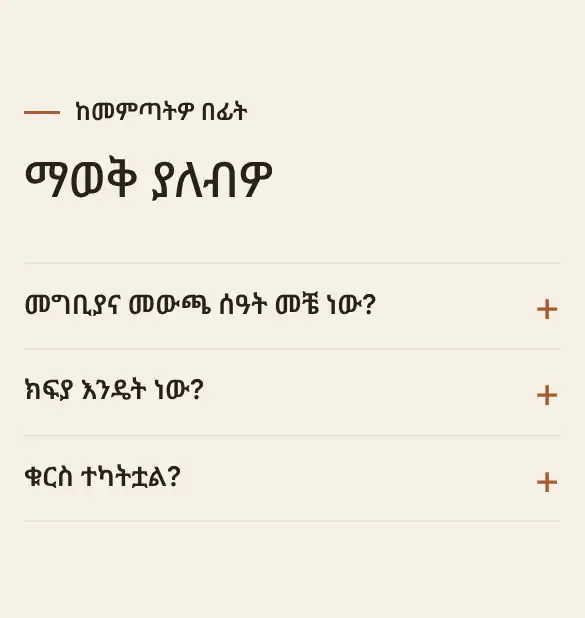 ከመምጣትዎ በፊት
ማወቅ ያለብዎ
መግቢያና መውጫ ሰዓት መቼ ነው?
ክፍያ እንዴት ነው?
ቁርስ ተካትቷል?